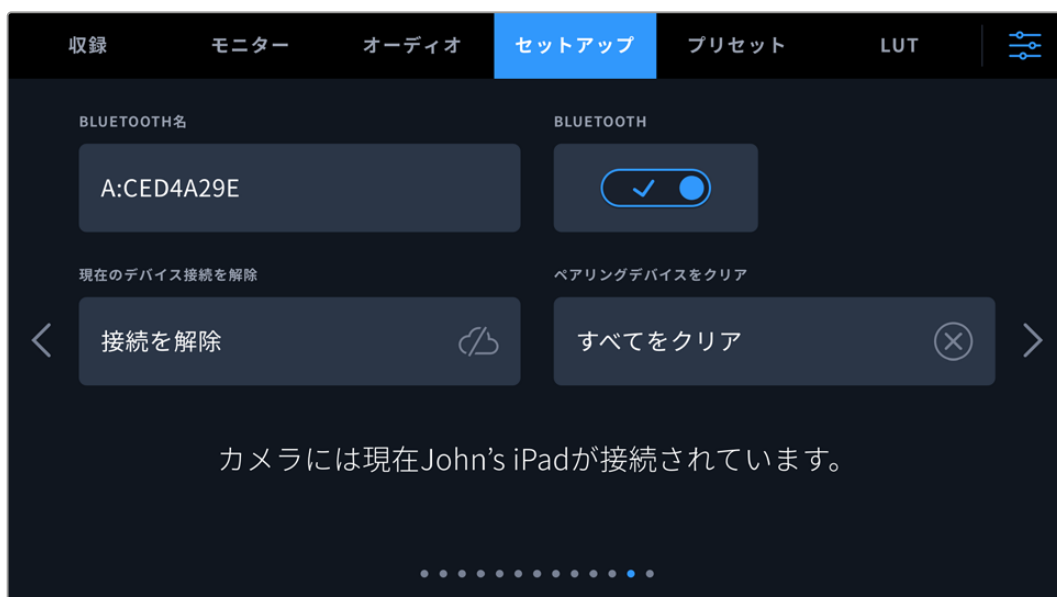 収録 モニター オーディオ セットアップ プリセット LUT
BLUETOOTH名 BLUETOOTH
A:CED4A29E
現在のデバイス接続を解除 ペアリングデバイスをクリア
接続を解除 すべてをクリア
カメラには現在John’s iPadが接続されています。